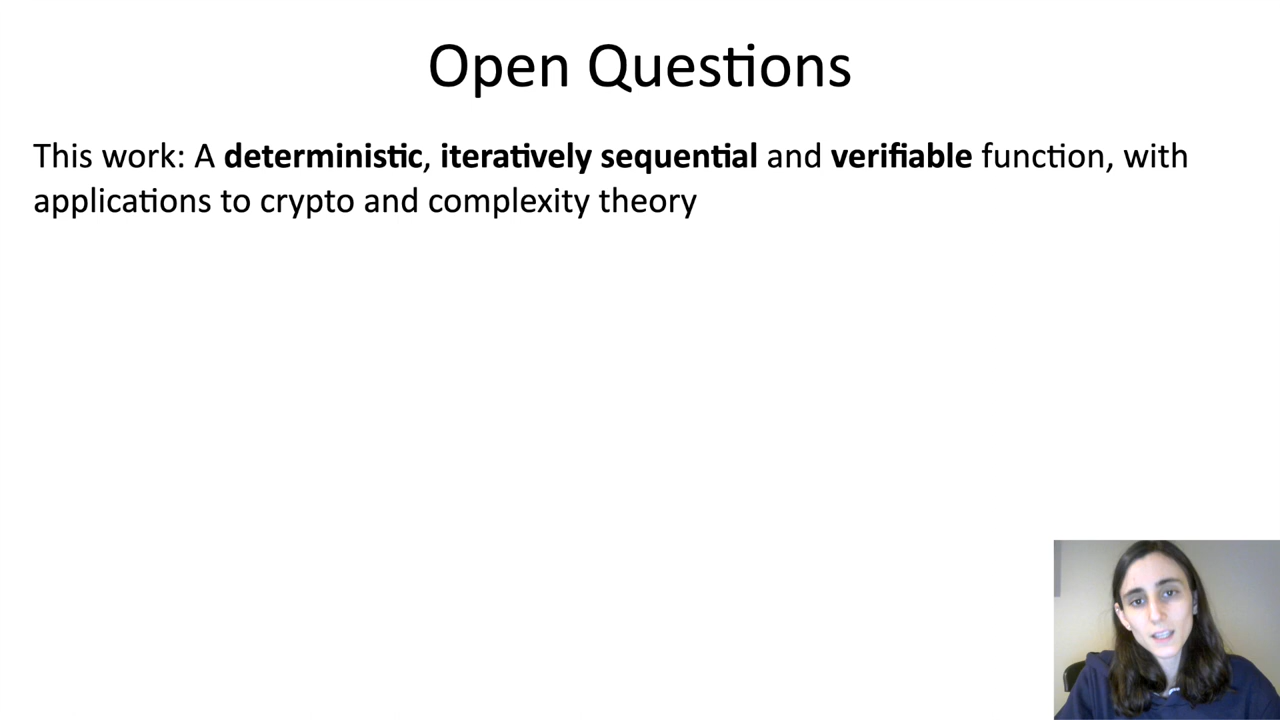 Open Questions
This work: A deterministic, iteratively sequential and verifiable function, with
applications to crypto and complexity theory